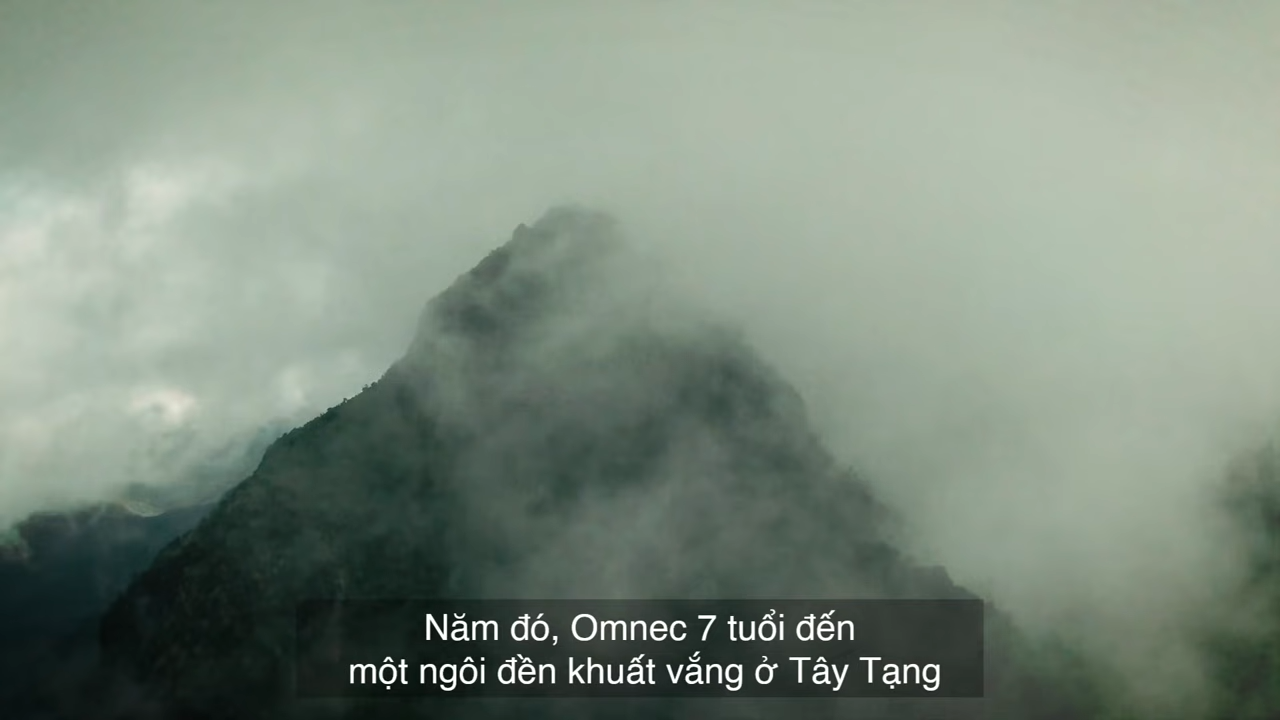 Năm đó, Omnec 7 tuổi đến
một ngôi đền khuất vắng ở Tây Tạng